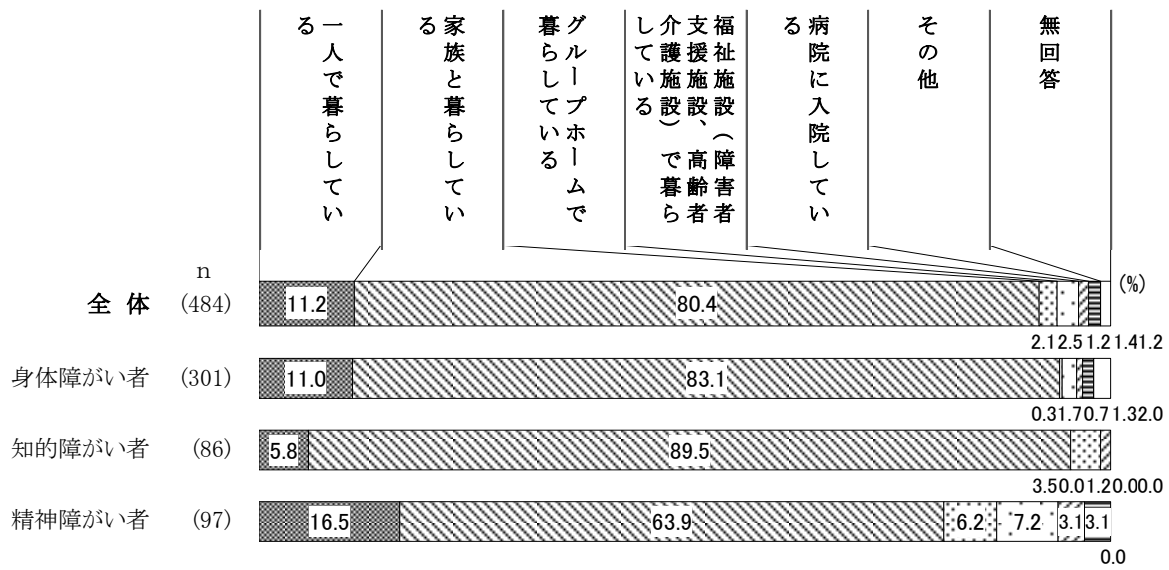 一人で暮らしてい
る
家族と暮らしてい
る
グループホームで
暮らしている
福祉施設（障害者
支援施設、高齢者
介護施設）で暮ら
している
病院に入院してい
る
その他
無回答
n
(%)
全 体 (484) 11.2 80.4
2.1 2.5 1.2 1.4 1.2
身体障がい者 (301) 11.0 83.1
0.3 1.7 0.7 1.3 2.0
知的障がい者 (86) 5.8 89.5
3.5 0.0 1.2 0.0 0.0
精神障がい者 (97) 16.5 63.9 6.2 7.2 3.1 3.1
0.0